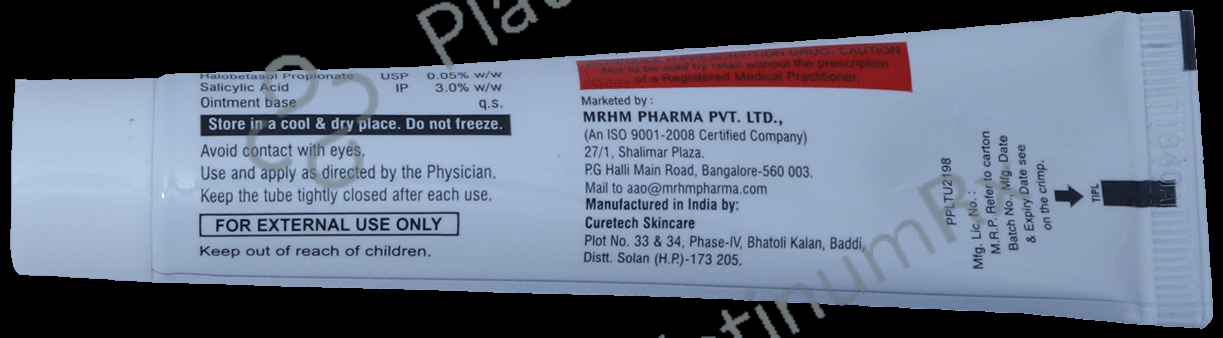 Halobetasol Propionate USP 0.05% w/w
Salicylic Acid IP 3.0% w/w
Ointment base q.s.
Store in a cool & dry place. Do not freeze.
Avoid contact with eyes.
Use and apply as directed by the Physician.
Keep the tube tightly closed after each use.
FOR EXTERNAL USE ONLY
Keep out of reach of children.
PRESCRIPTION DRUG- CAUTION
Not to be sold by retail without the prescription
of a Registered Medical Practitioner.
Marketed by :
MRHM PHARMA PVT. LTD.,
(An ISO 9001-2008 Certified Company)
27/1, Shalimar Plaza.
P.G Halli Main Road, Bangalore-560 003.
Mail to aao@mrhmpharma.com
Manufactured in India by:
Curetech Skincare
Plot No. 33 & 34, Phase-IV, Bhatoli Kalan, Baddi,
Distt. Solan (H.P.)-173 205.
PPLTU2198
Mfg. Lic. No. :
M.R.P. Refer to carton
Batch No., Mfg. Date
& Expiry Date see
on the crimp.
TIPL